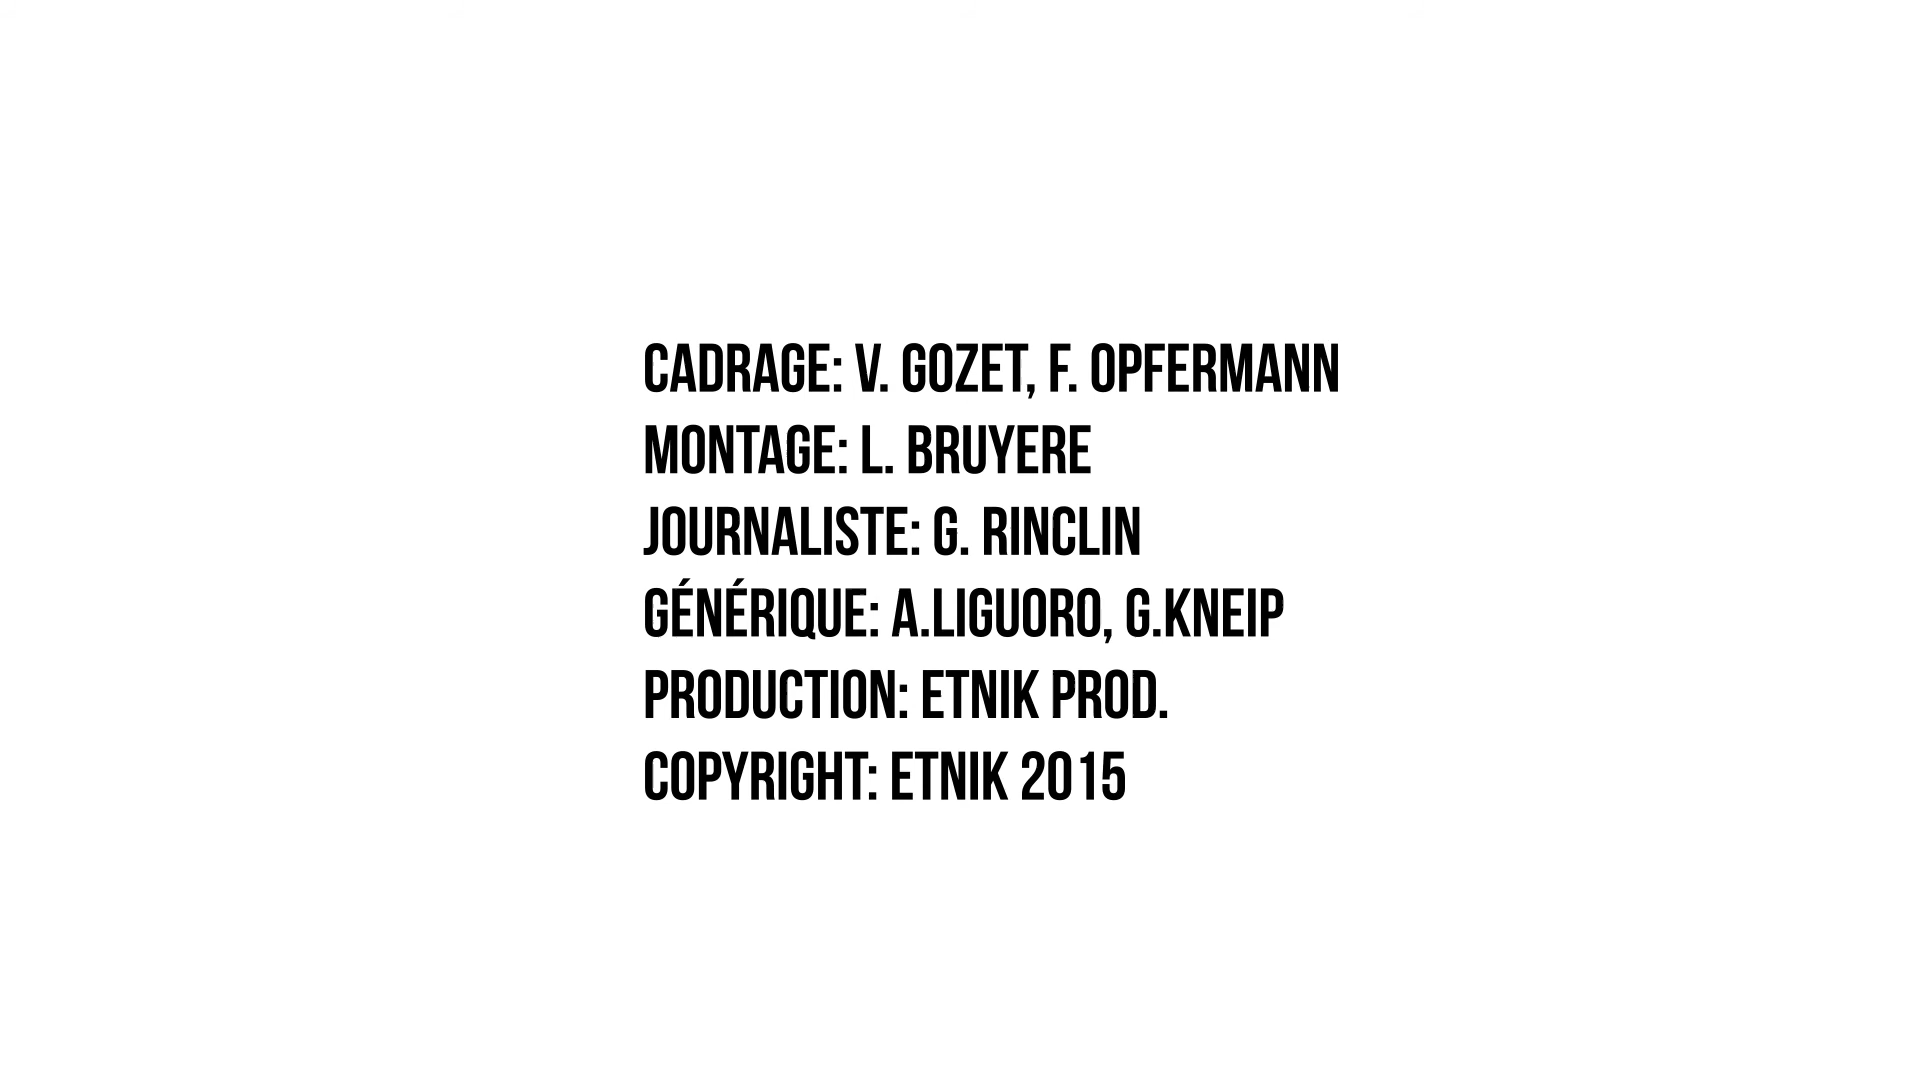 CADRAGE: V. GOZET, F. OPFERMANN
MONTAGE: L. BRUYERE
JOURNALISTE: G. RINCLIN
GÉNÉRIQUE: A.LIGUORO, G.KNEIP
PRODUCTION: ETNIK PROD.
COPYRIGHT: ETNIK 2015